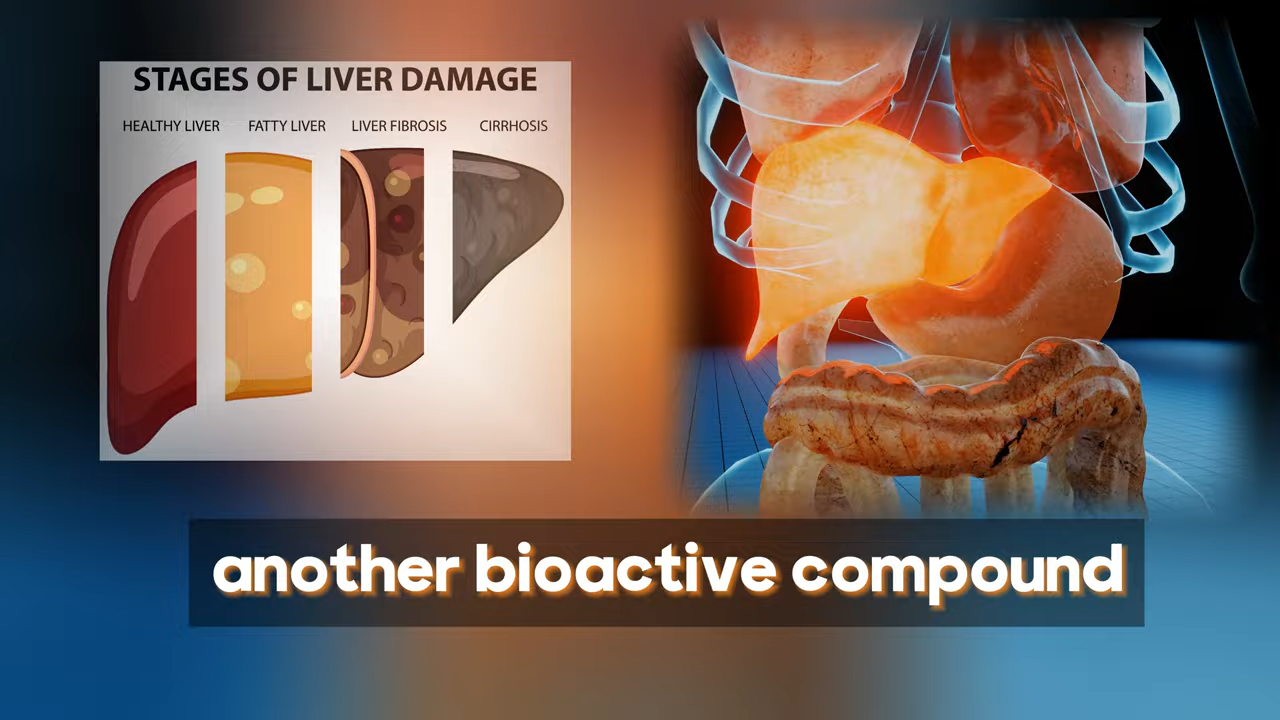 STAGES OF LIVER DAMAGE
HEALTHY LIVER FATTY LIVER LIVER FIBROSIS CIRRHOSIS
another bioactive compound